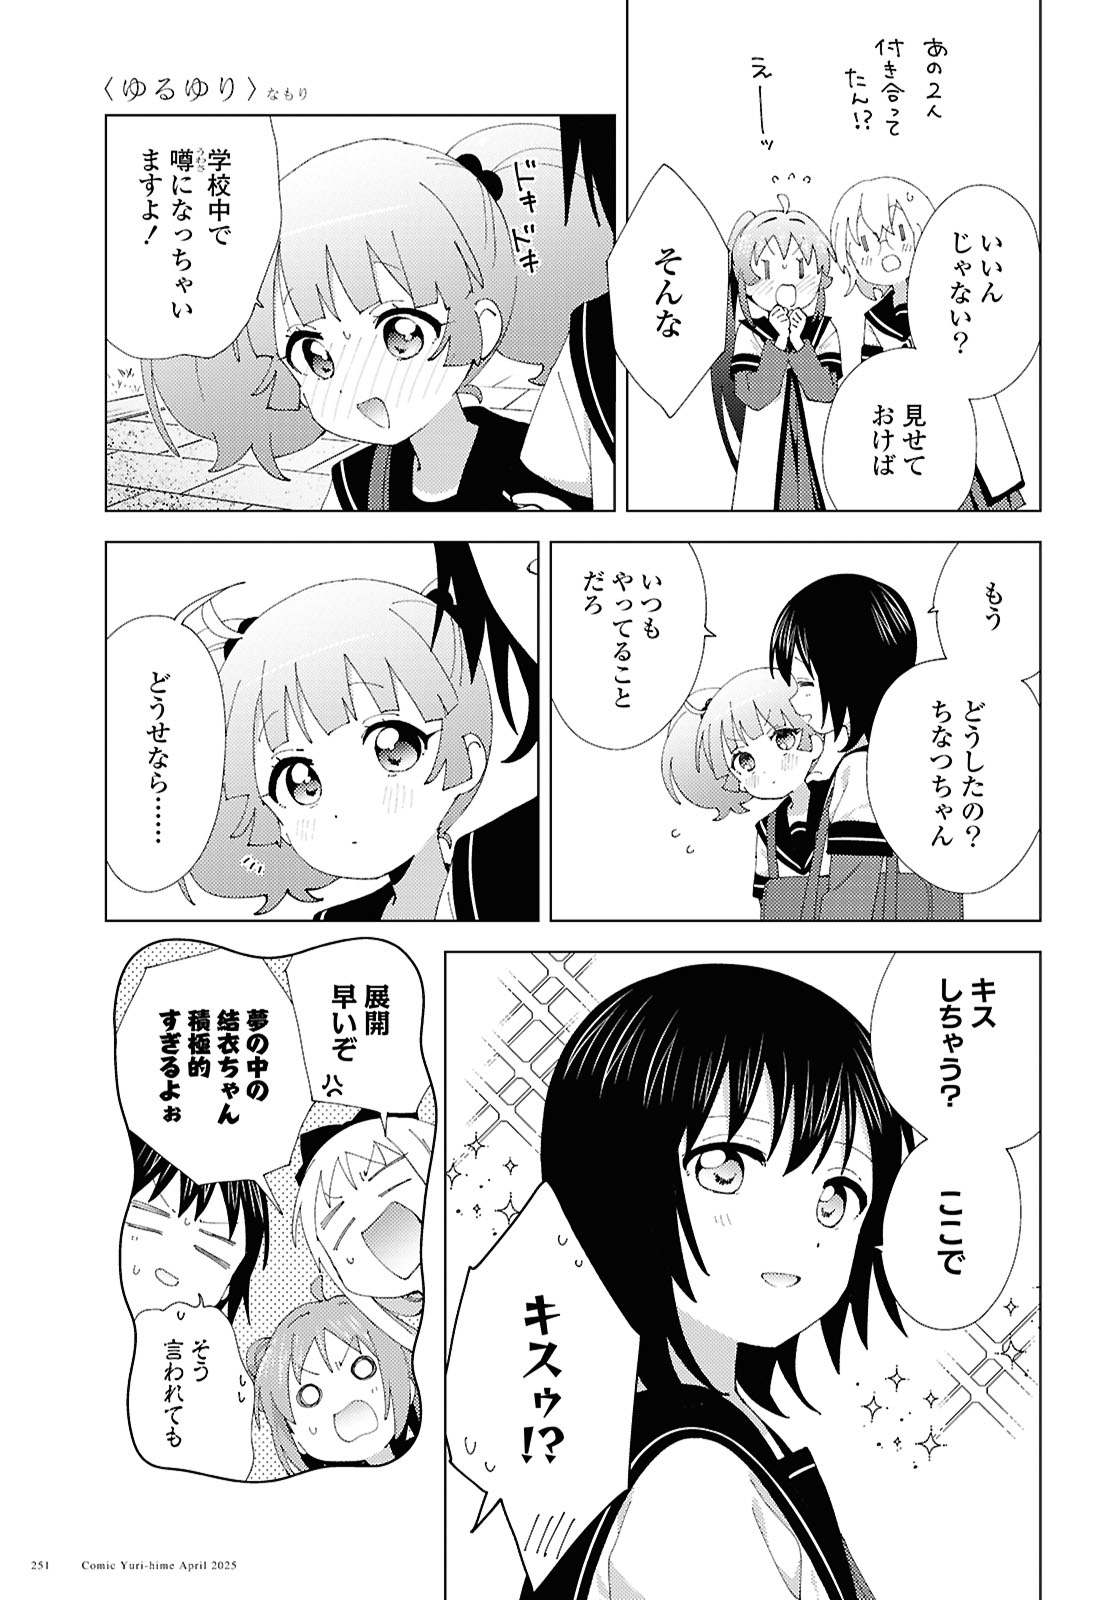 〈ゆるゆり〉なもり
あの2人
付き合って
たん!?
えーーッ
いいん
じゃない?
見せて
おけば
そんな
学校中で
噂になっちゃい
うわさ
ますよ!
ドキドキ
もう
どうしたの?
ちなつちゃん
いつも
やってること
だろ
どうせなら……
キス
しちゃう?
ここで
キスゥ!?
展開
早いぞ
夢の中の
結衣ちゃん
積極的
すぎるよぉ
そう
言われても
251 Comic Yuri-hime April 2025